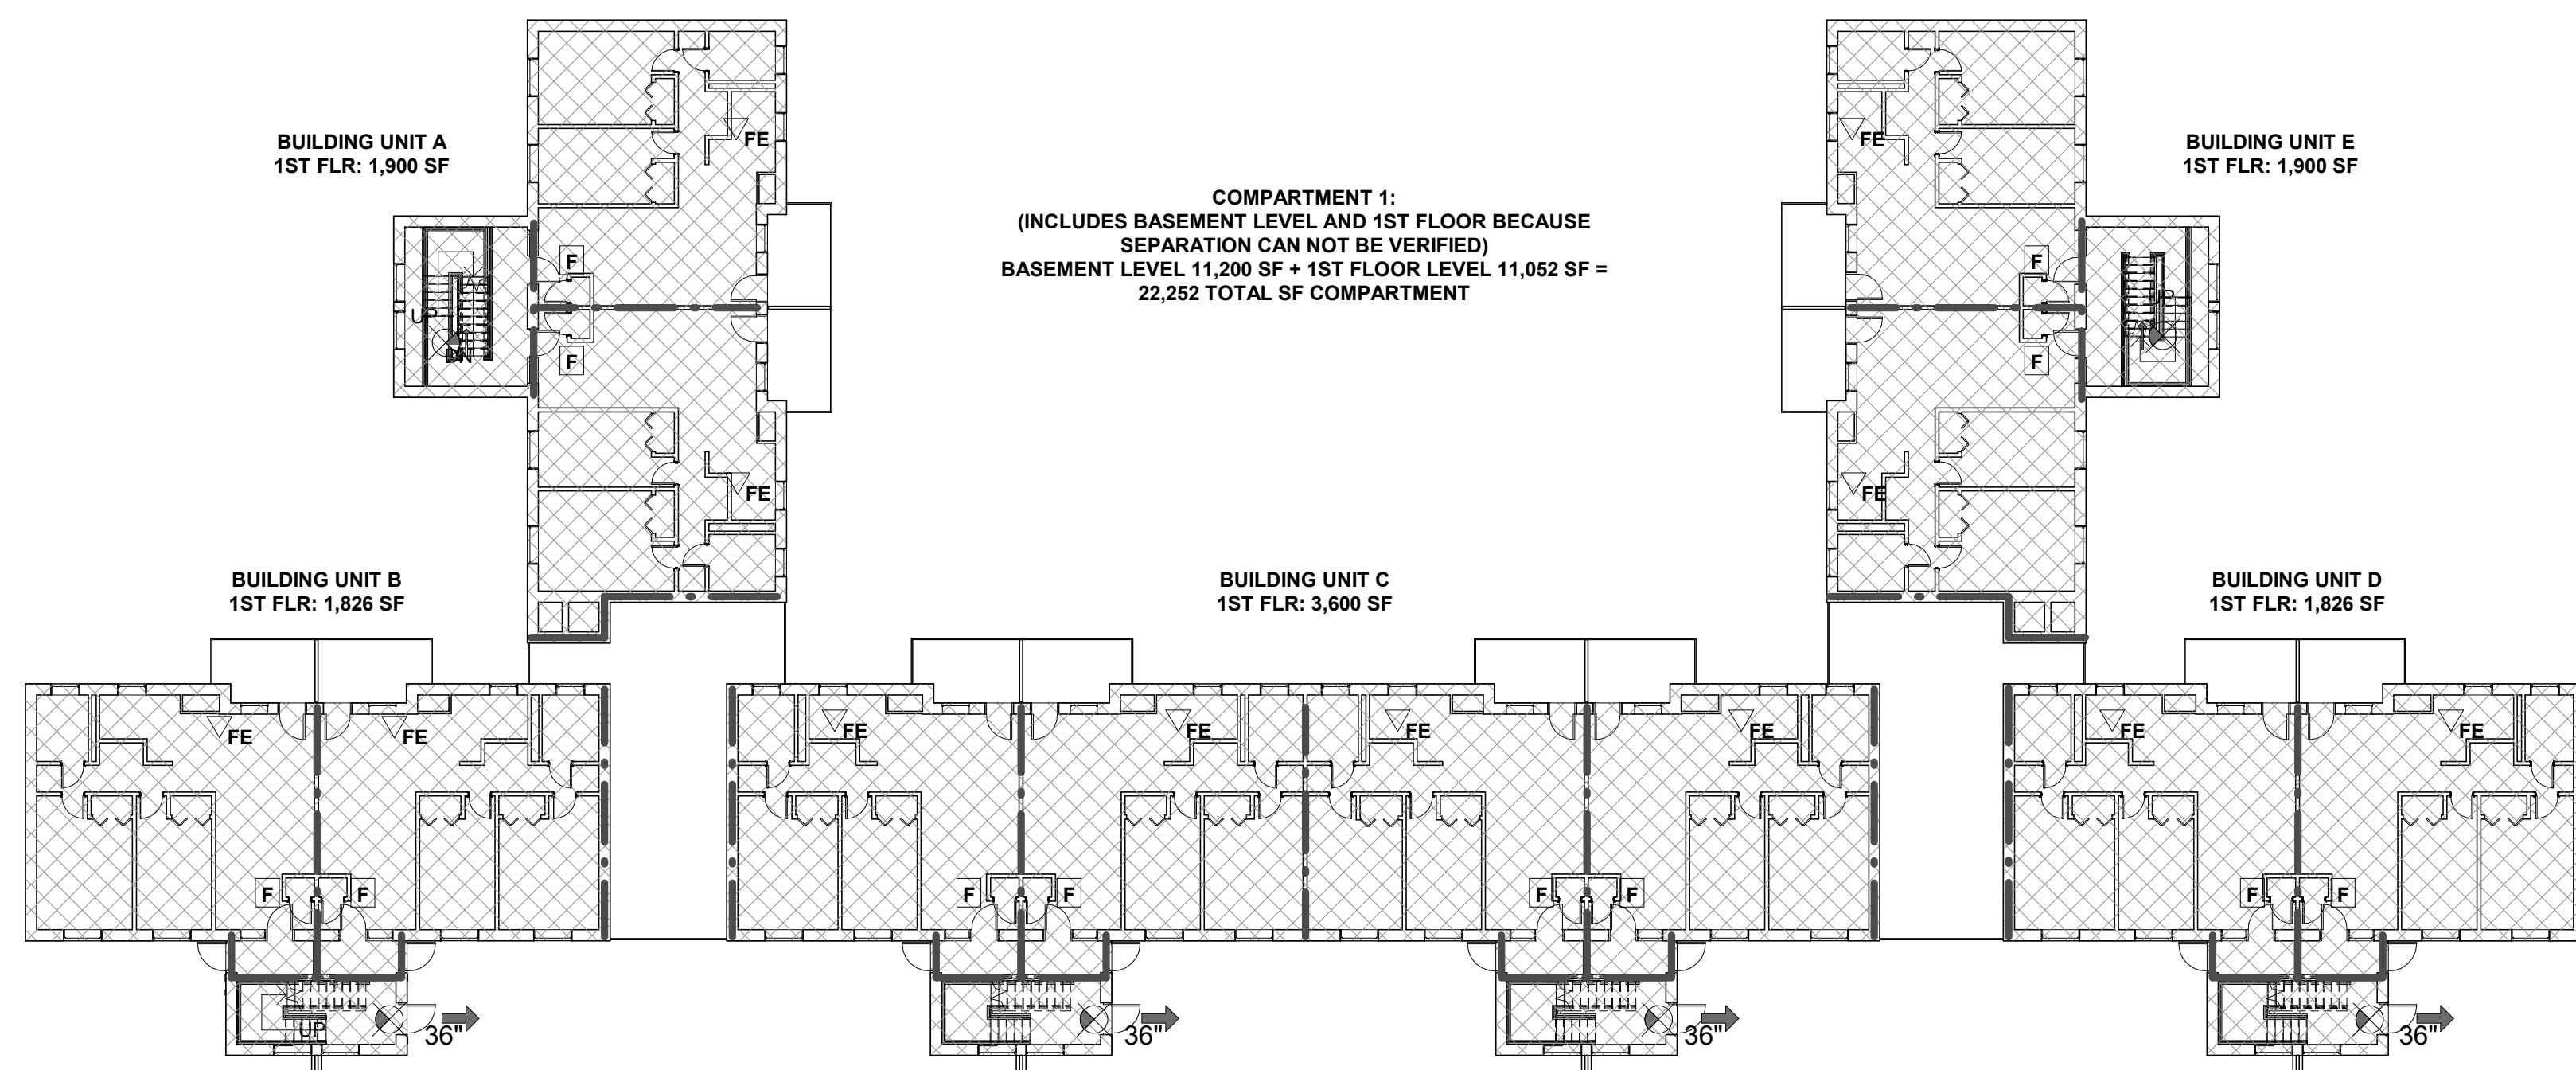 BUILDING UNIT A
1ST FLR: 1,900 SF
FE
FE
BUILDING UNIT E
1ST FLR: 1,900 SF
COMPARTMENT 1:
(INCLUDES BASEMENT LEVEL AND 1ST FLOOR BECAUSE
SEPARATION CAN NOT BE VERIFIED)
BASEMENT LEVEL 11,200 SF + 1ST FLOOR LEVEL 11,052 SF =
22,252 TOTAL SF COMPARTMENT
F
F
UP
UP
DN
F
F
FE
FE
BUILDING UNIT B
1ST FLR: 1,826 SF
BUILDING UNIT C
1ST FLR: 3,600 SF
BUILDING UNIT D
1ST FLR: 1,826 SF
FE
FE
FE
FE
FE
FE
FE
FE
F
F
F
F
F
F
F
F
UP
36"
36"
36"
36"